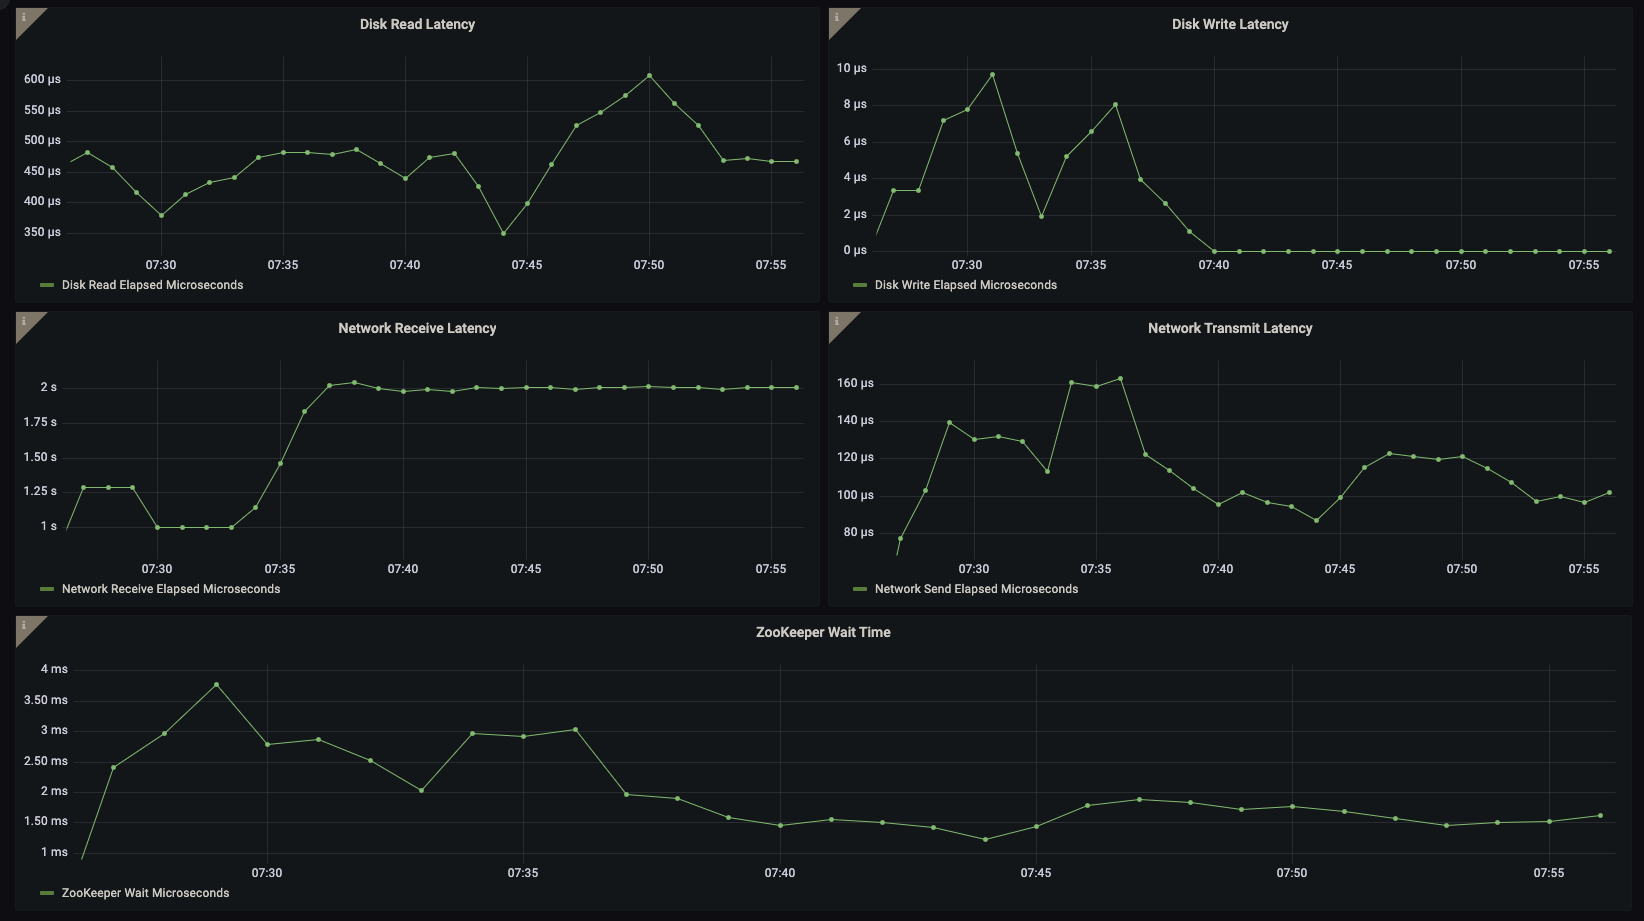 Disk Read Latency
600 µs
550 µs
500 µs
450 µs
400 µs
350 µs
07:30 07:35 07:40 07:45 07:50 07:55
Disk Read Elapsed Microseconds
Disk Write Latency
10 µs
8 µs
6 µs
4 µs
2 µs
0 µs
07:30 07:35 07:40 07:45 07:50 07:55
Disk Write Elapsed Microseconds
Network Receive Latency
2 s
1.75 s
1.50 s
1.25 s
1 s
07:30 07:35 07:40 07:45 07:50 07:55
Network Receive Elapsed Microseconds
Network Transmit Latency
160 µs
140 µs
120 µs
100 µs
80 µs
07:30 07:35 07:40 07:45 07:50 07:55
Network Send Elapsed Microseconds
ZooKeeper Wait Time
4 ms
3.50 ms
3 ms
2.50 ms
2 ms
1.50 ms
1 ms
07:30 07:35 07:40 07:45 07:50 07:55
ZooKeeper Wait Microseconds